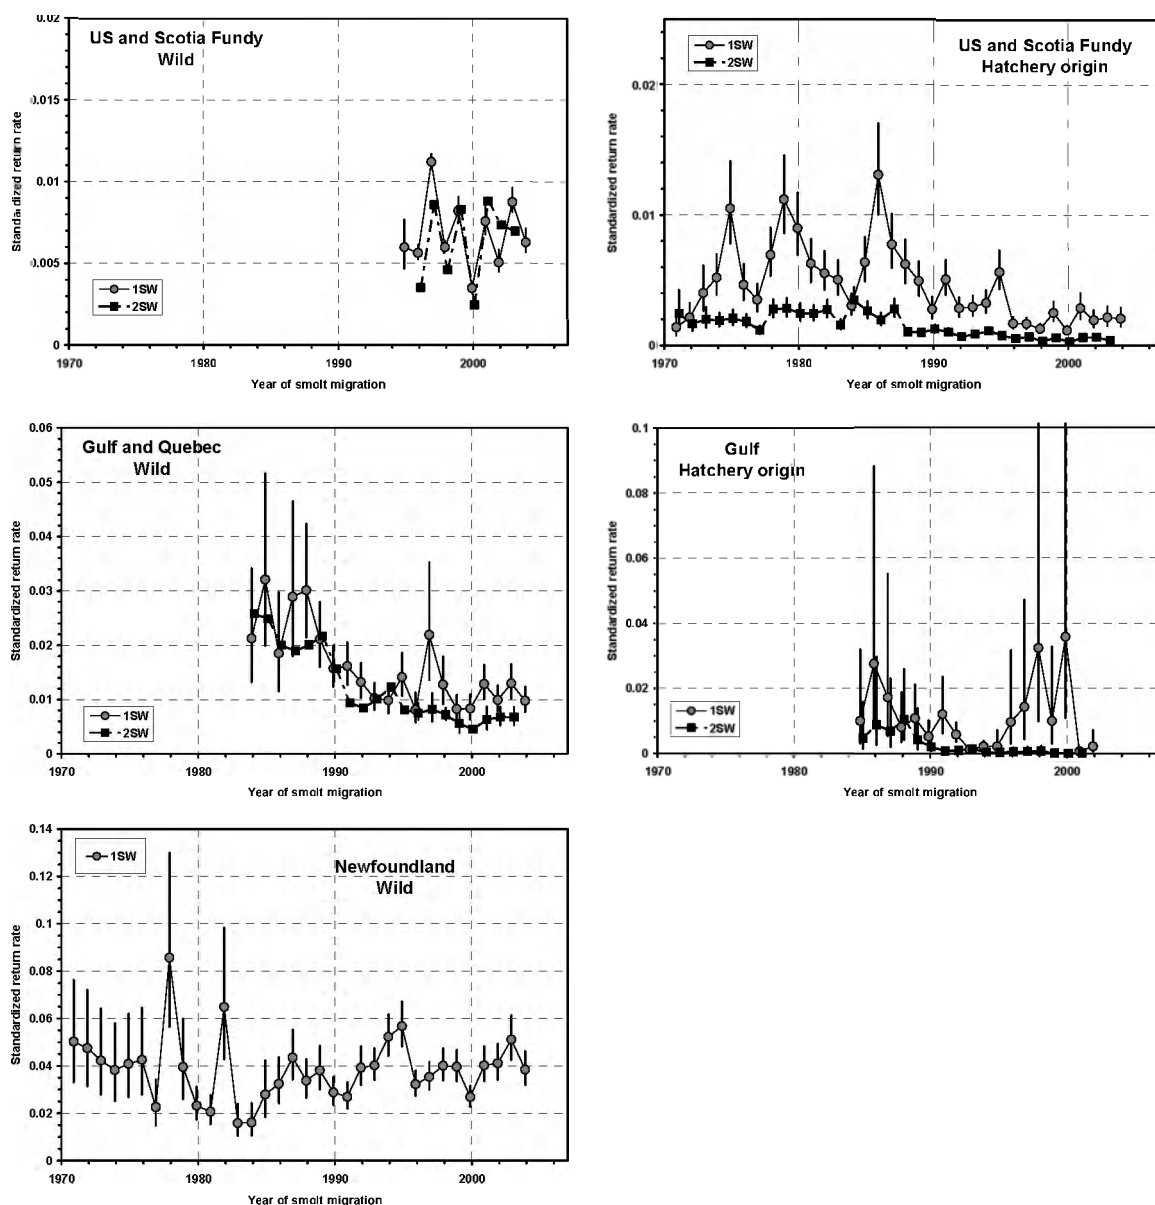 US and Scotia Fundy
Wild
0.02
0.015
0.01
0.005
0
Standardized return rate
1SW
2SW
1970
1980
1990
2000
Year of smolt migration
US and Scotia Fundy
Hatchery origin
1SW
2SW
0.02
0.01
0
Standardized return rate
1970
1980
1990
2000
Year of smolt migration
Gulf and Quebec
Wild
0.06
0.05
0.04
0.03
0.02
0.01
0
Standardized return rate
1SW
2SW
1970
1980
1990
2000
Year of smolt migration
Gulf
Hatchery origin
0.1
0.08
0.06
0.04
0.02
0
Standardized return rate
1SW
2SW
1970
1980
1990
2000
Year of smolt migration
Newfoundland
Wild
1SW
0.14
0.12
0.1
0.08
0.06
0.04
0.02
0
Standardized return rate
1970
1980
1990
2000
Year of smolt migration